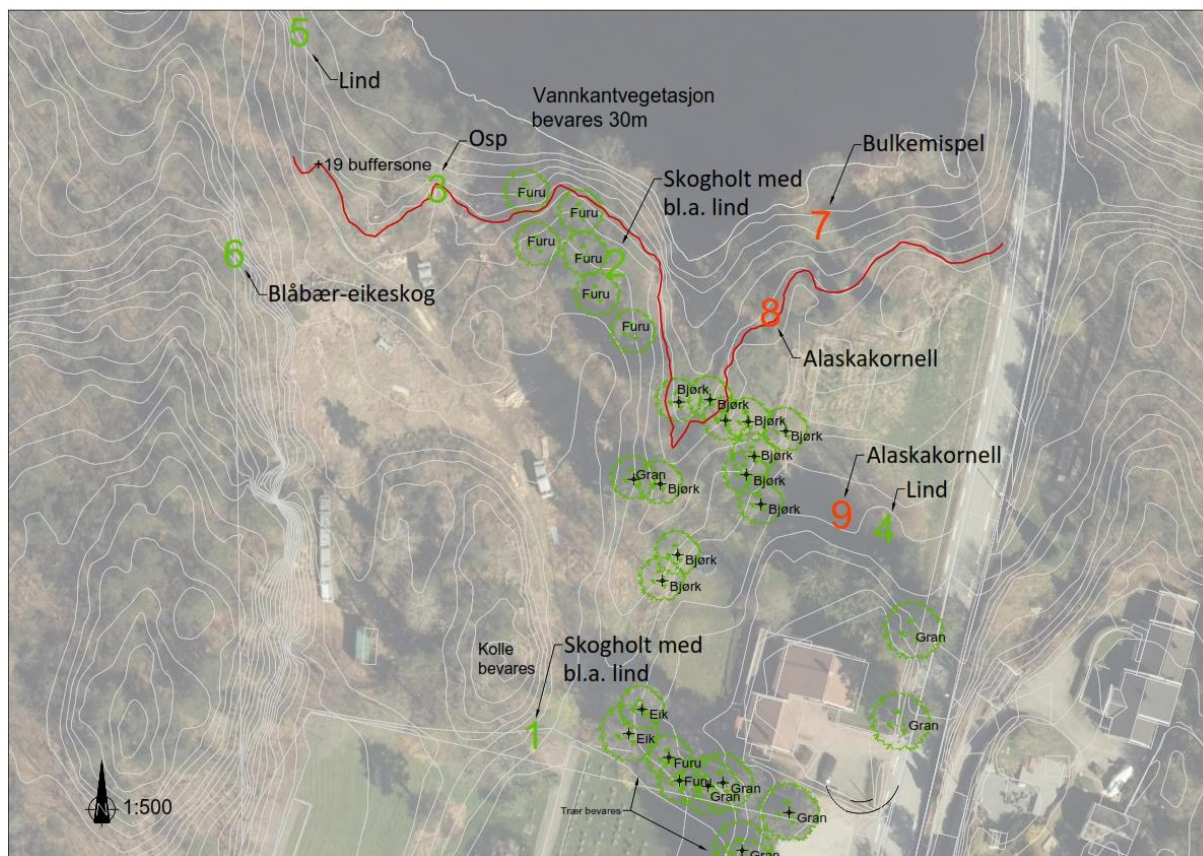 5
Lind
Vannkantvegetasjon
bevares 30m
Osp
Bulkemispel
+19 buffersone
3
Furu
Skogholt med
bl.a. lind
Furu
7
6
Furu
Furu
2
Blåbær-eikeskog
Furu
8
Furu
Alaskakornell
Bjørk
Bjørk
Bjørk
Bjørk
Bjørk
Alaskakornell
Gran
Bjørk
Bjørk
Lind
Bjørk
9
4
Bjørk
Bjørk
Gran
Kolle
bevares
Skogholt med
bl.a. lind
1
Eik
Eik
Gran
Furu
Furu
Gran
Gran
N
1:500
Trær bevares
Gran
Gran